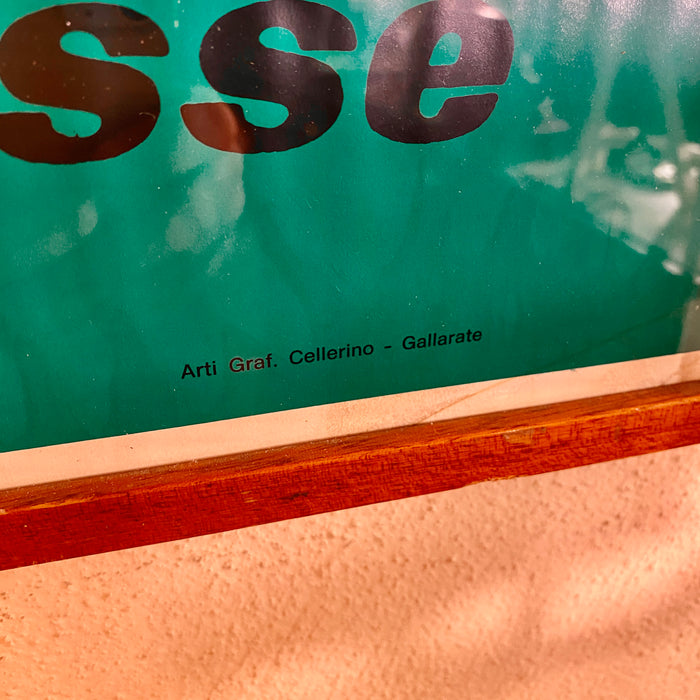 sse
Arti Graf. Cellerino - Gallarate